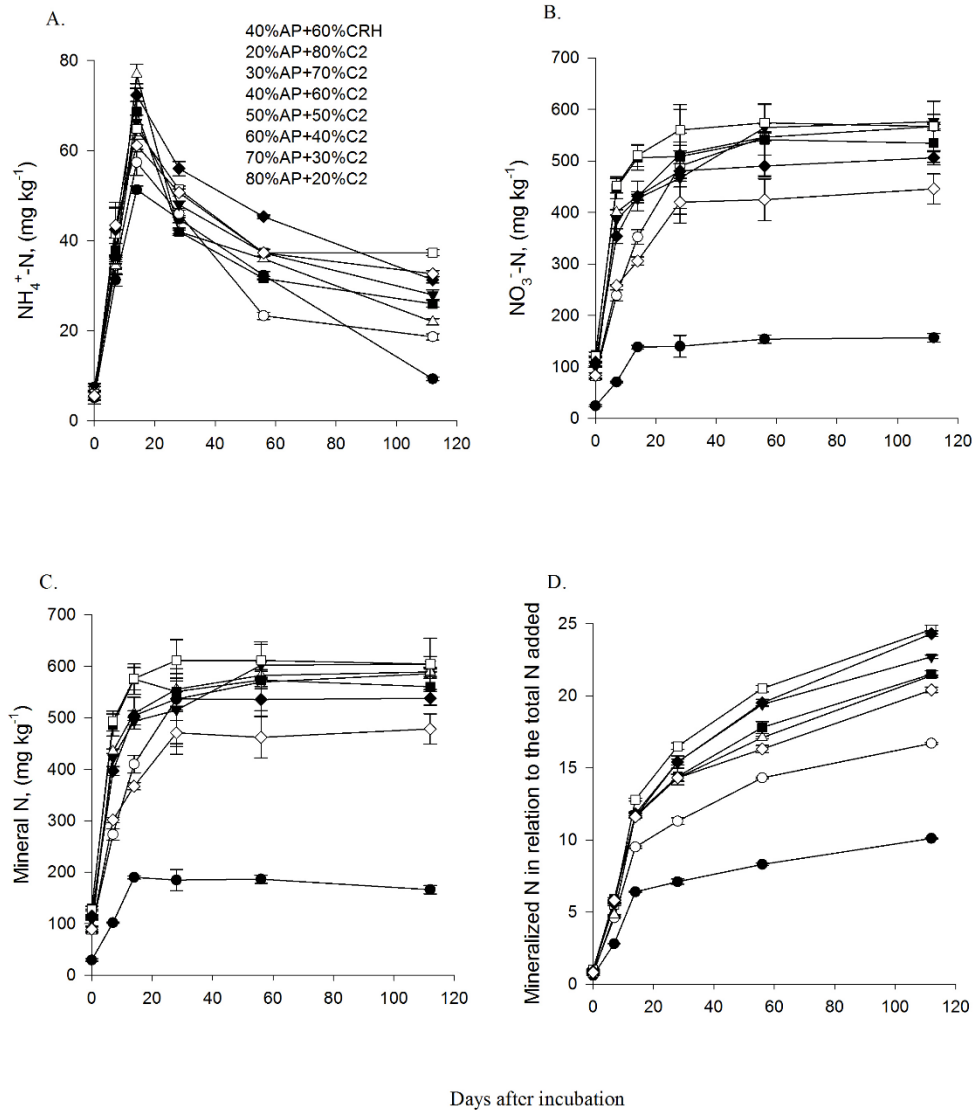 A.
40%AP+60%CRH
20%AP+80%C2
30%AP+70%C2
40%AP+60%C2
50%AP+50%C2
60%AP+40%C2
70%AP+30%C2
80%AP+20%C2
NH₄⁺-N, (mg kg⁻¹)
80
60
40
20
0
0 20 40 60 80 100 120
B.
NO₃⁻-N, (mg kg⁻¹)
700
600
500
400
300
200
100
0
0 20 40 60 80 100 120
C.
Mineral N, (mg kg⁻¹)
700
600
500
400
300
200
100
0
0 20 40 60 80 100 120
D.
Mineralized N in relation to the total N added
25
20
15
10
5
0
0 20 40 60 80 100 120
Days after incubation